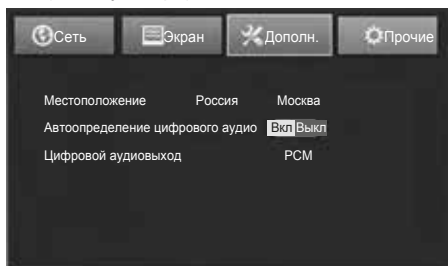 Сеть Экран Дополн. Прочие
Местоположение Россия Москва
Автоопределение цифрового аудио Вкл Выкл
Цифровой аудиовыход PCM